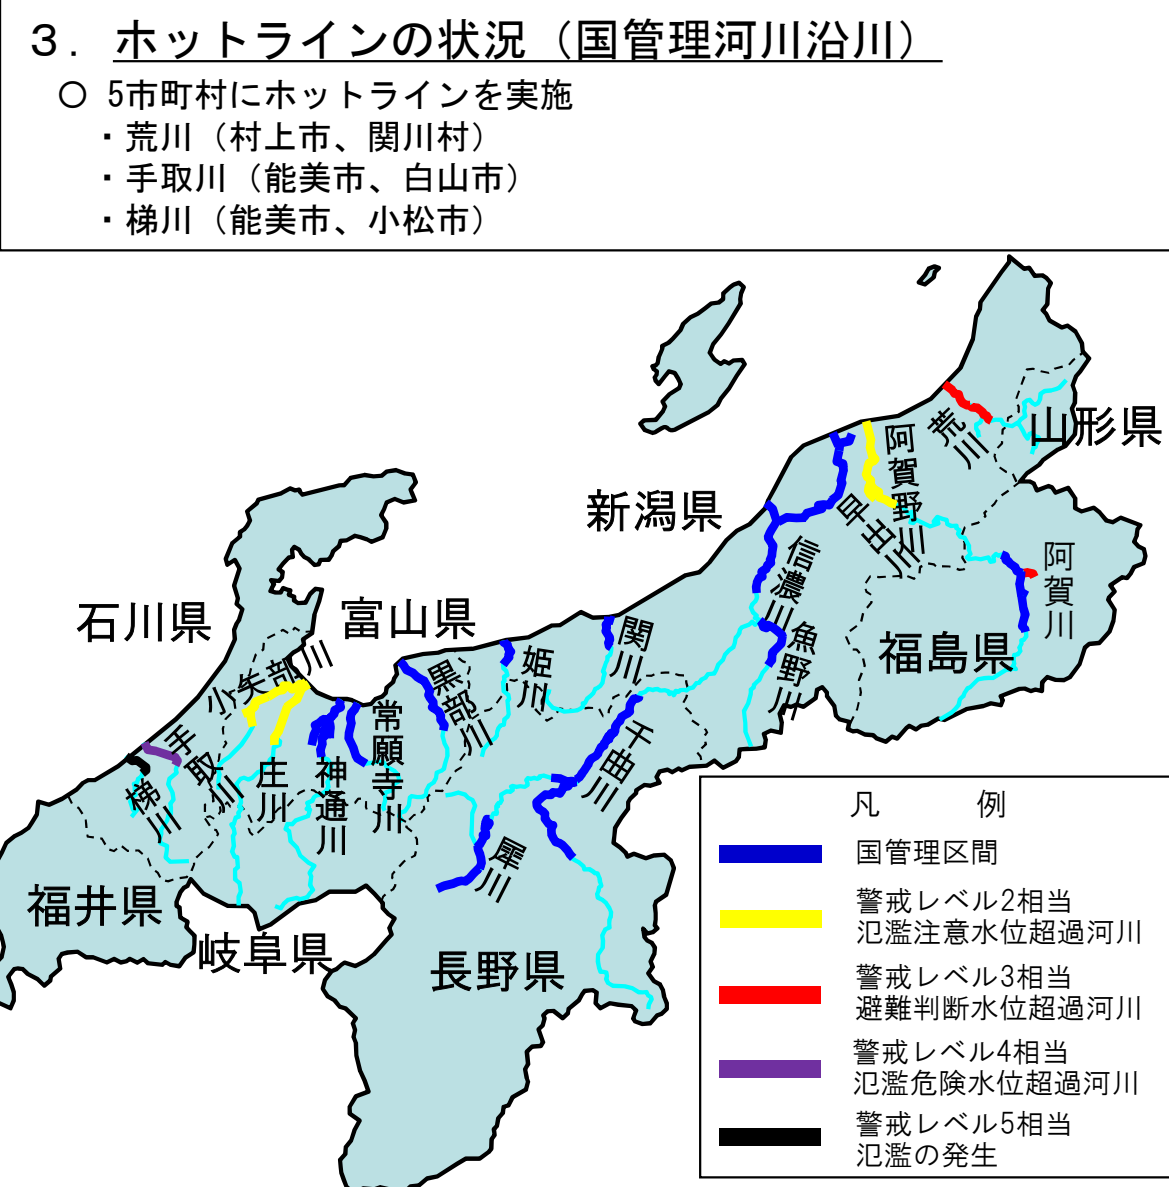 ３．ホットラインの状況（国管理河川沿川）
○ 5市町村にホットラインを実施
・荒川（村上市、関川村）
・手取川（能美市、白山市）
・梯川（能美市、小松市）
山形県
荒川
阿賀野川
早出川
新潟県
信濃川
魚野川
阿賀川
福島県
石川県
富山県
関川
姫川
黒部川
小矢部川
常願寺川
神通川
庄川
手取川
梯川
千曲川
犀川
福井県
岐阜県
長野県
凡 例
国管理区間
警戒レベル2相当
氾濫注意水位超過河川
警戒レベル3相当
避難判断水位超過河川
警戒レベル4相当
氾濫危険水位超過河川
警戒レベル5相当
氾濫の発生